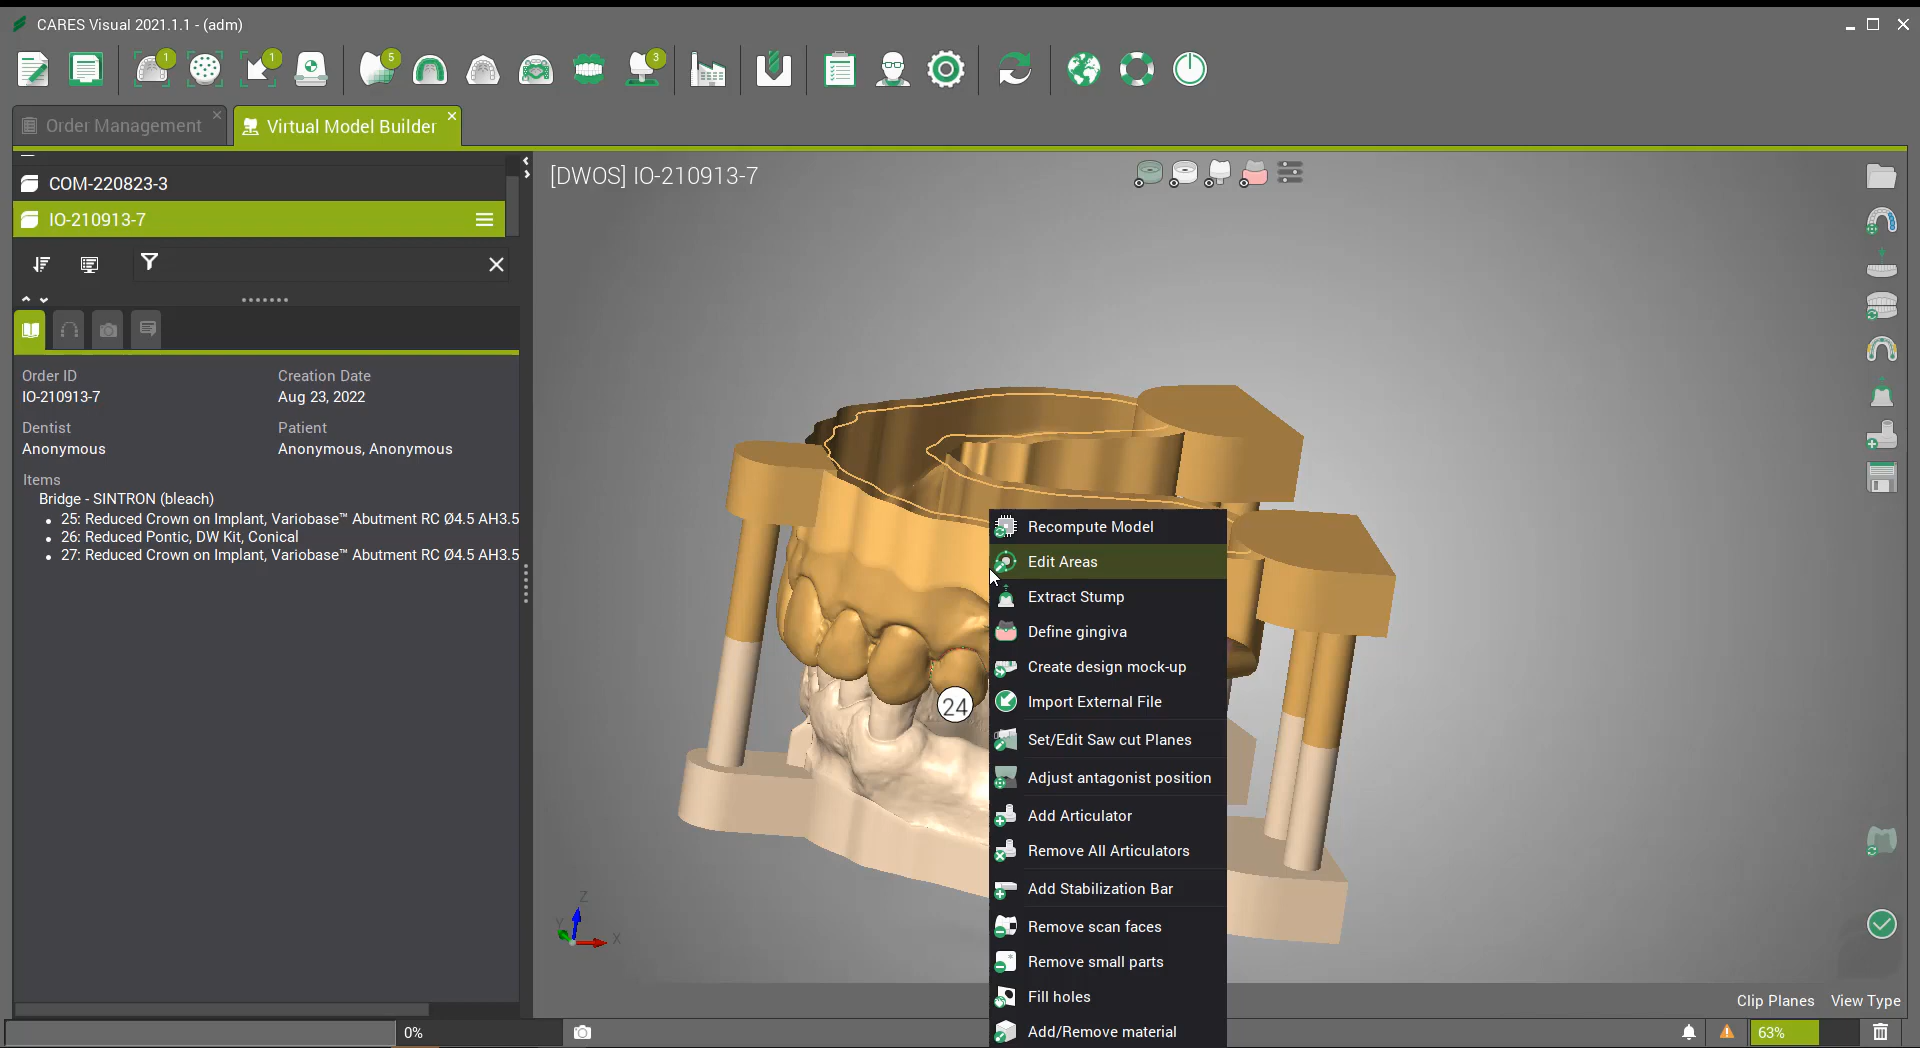 CARES Visual 2021.1.1 - (adm)
1
1
5
3
Order Management
Virtual Model Builder
COM-220823-3
IO-210913-7
[DWOS] IO-210913-7
Order ID
Creation Date
IO-210913-7
Aug 23, 2022
Dentist
Patient
Anonymous
Anonymous, Anonymous
Items
Bridge - SINTRON (bleach)
25: Reduced Crown on Implant, Variobase™ Abutment RC Ø4.5 AH3.5
26: Reduced Pontic, DW Kit, Conical
27: Reduced Crown on Implant, Variobase™ Abutment RC Ø4.5 AH3.5
24
Recompute Model
Edit Areas
Extract Stump
Define gingiva
Create design mock-up
Import External File
Set/Edit Saw cut Planes
Adjust antagonist position
Add Articulator
Remove All Articulators
Add Stabilization Bar
Remove scan faces
Remove small parts
Fill holes
Add/Remove material
Z
Y
X
Clip Planes
View Type
0%
63%